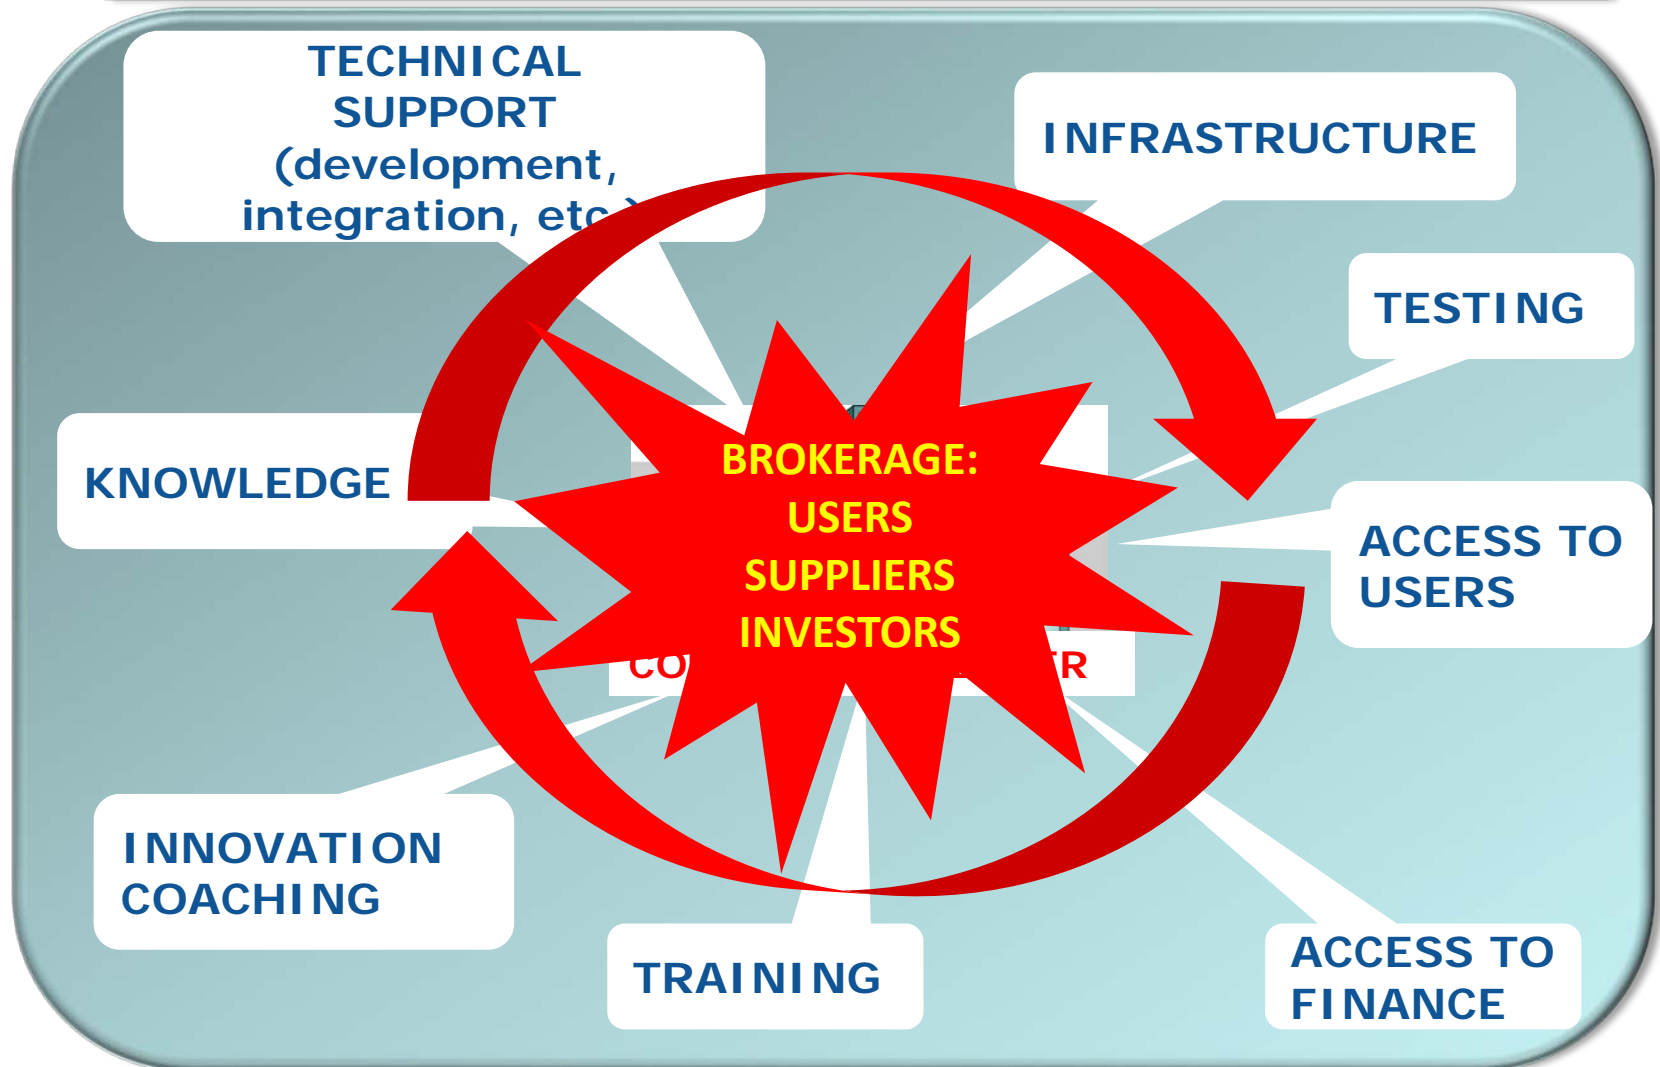 TECHNICAL
SUPPORT
(development,
integration, etc.)
INFRASTRUCTURE
TESTING
KNOWLEDGE
BROKERAGE:
USERS
SUPPLIERS
INVESTORS
ACCESS TO
USERS
INNOVATION
COACHING
TRAINING
ACCESS TO
FINANCE